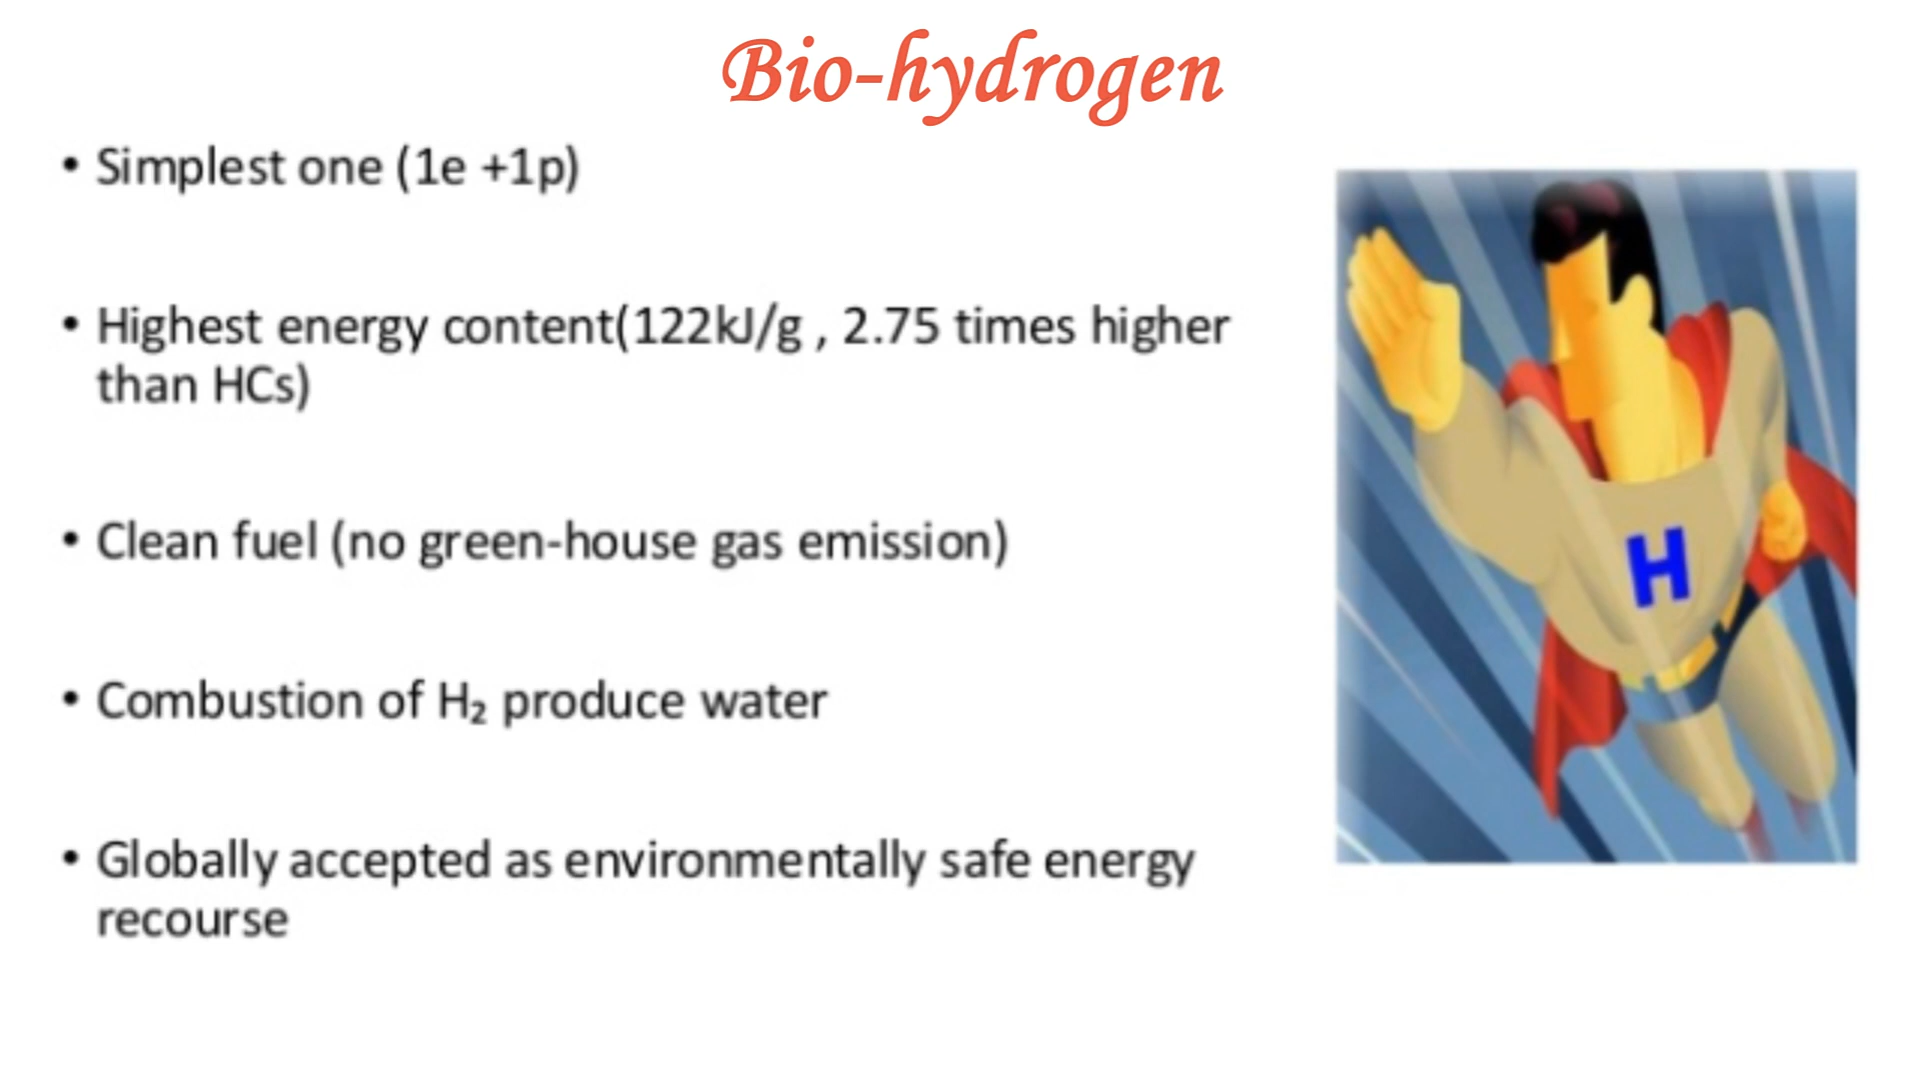 Bio-hydrogen
• Simplest one (1e +1p)
• Highest energy content(122kJ/g , 2.75 times higher
than HCs)
• Clean fuel (no green-house gas emission)
• Combustion of H₂ produce water
• Globally accepted as environmentally safe energy
recourse
H